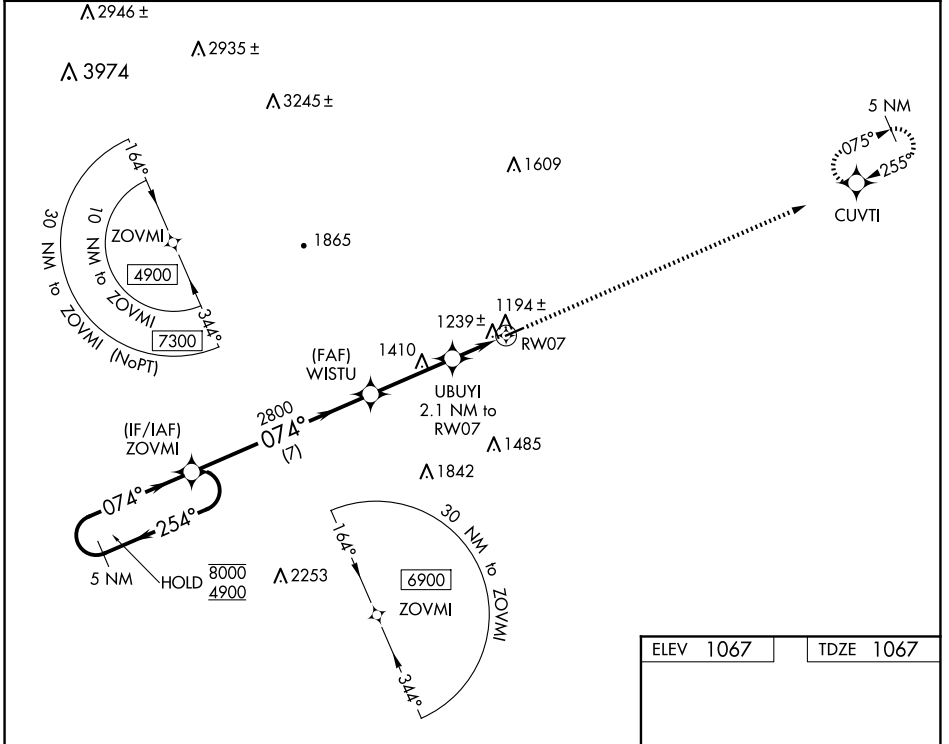 2946 ±
2935 ±
3974
3245 ±
5 NM
075°
255°
CUVTI
1609
164°
ZOVMI
4900
10 NM to ZOVMI
7300
30 NM to ZOVMI (NoPT)
344°
1865
1194 ±
1239 ±
RW07
1410
(FAF)
WISTU
UBUYI
2.1 NM to
RW07
2800
074°
(7)
(IF/IAF)
ZOVMI
1485
1842
074°
254°
5 NM
HOLD
8000
4900
2253
164°
30 NM to ZOVMI
6900
ZOVMI
344°
ELEV 1067
TDZE 1067